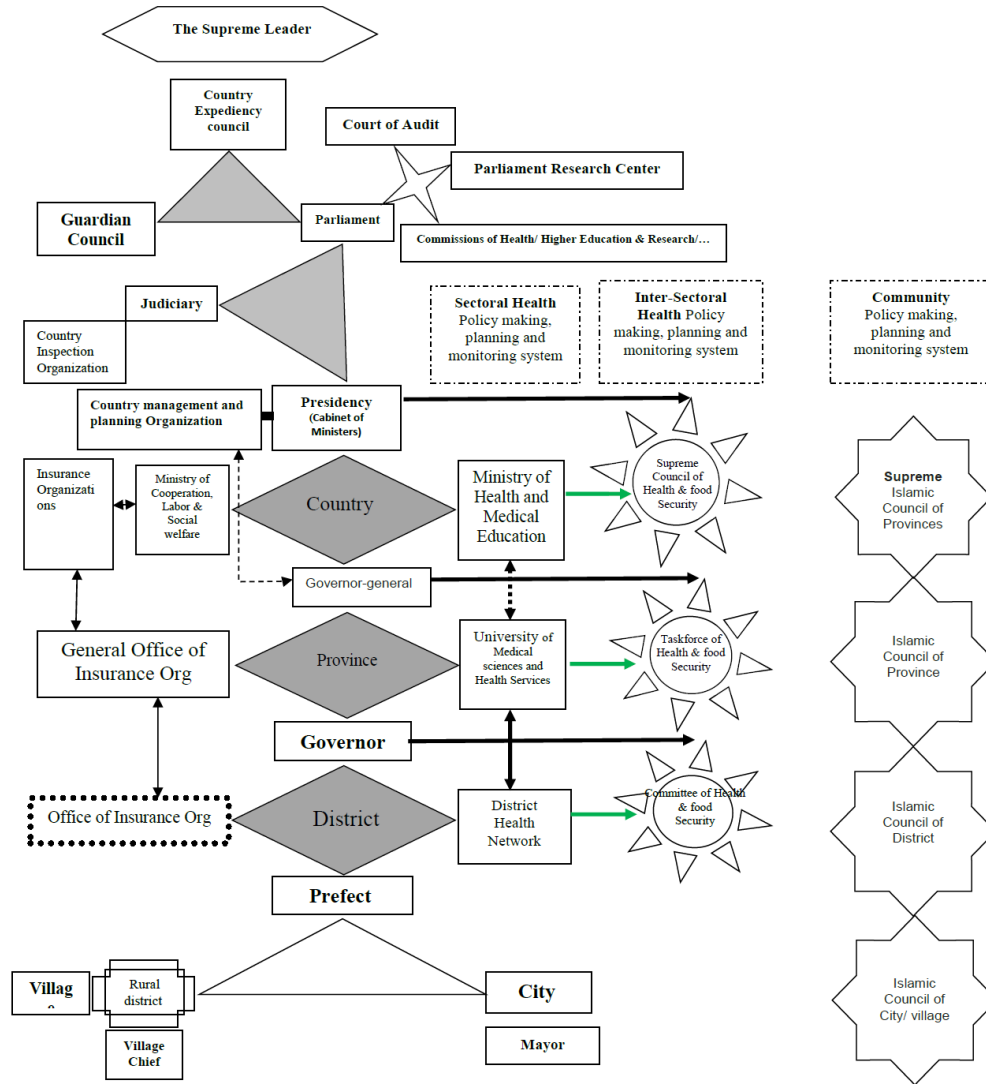 The Supreme Leader
Country
Expediency
council
Court of Audit
Parliament Research Center
Guardian
Council
Parliament
Commissions of Health/ Higher Education & Research/…
Judiciary
Country
Inspection
Organization
Sectoral Health
Policy making,
planning and
monitoring system
Inter-Sectoral
Health Policy
making, planning
and monitoring
system
Community
Policy making,
planning and
monitoring system
Country management and
planning Organization
Presidency
(Cabinet of
Ministers)
Insurance
Organizati
ons
Ministry of
Cooperation,
Labor &
Social
welfare
Country
Ministry of
Health and
Medical
Education
Supreme
Council of
Health & food
Security
Supreme
Islamic
Council of
Provinces
Governor-general
General Office of
Insurance Org
Province
University of
Medical
sciences and
Health Services
Taskforce of
Health & food
Security
Islamic
Council of
Province
Governor
Office of Insurance Org
District
District
Health
Network
Committee of Health
& food
Security
Islamic
Council of
District
Prefect
Villag
Rural
district
Village
Chief
City
Mayor
Islamic
Council of
City/ village